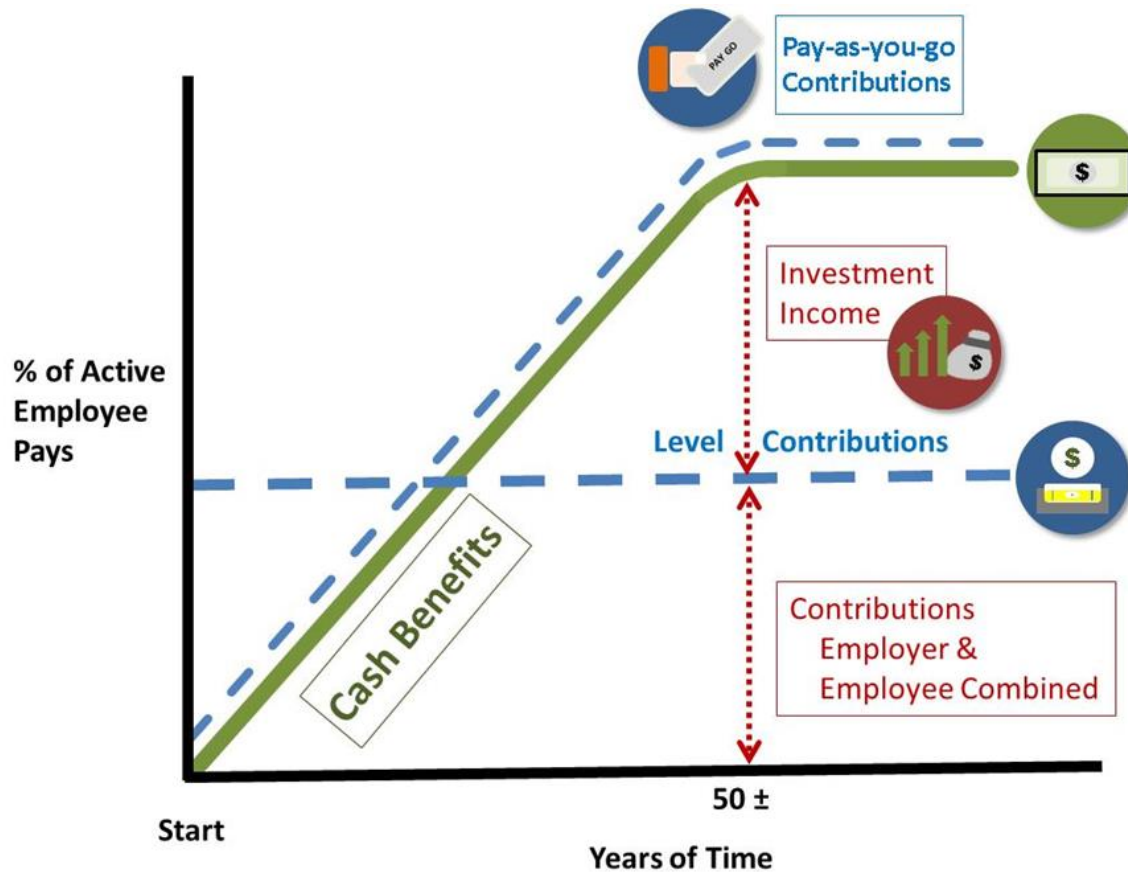 PAY GO
Pay-as-you-go
Contributions
$
Investment
Income
$
% of Active
Employee
Pays
Level Contributions
$
Cash Benefits
Contributions
Employer &
Employee Combined
50 ±
Start
Years of Time